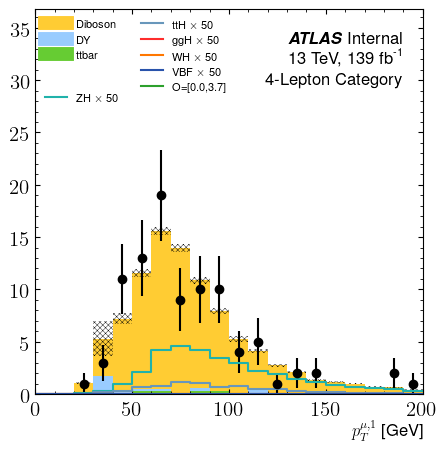 Diboson
DY
ttbar
ZH × 50
ttH × 50
ggH × 50
WH × 50
VBF × 50
O=[0.0,3.7]
ATLAS Internal
13 TeV, 139 fb⁻¹
4-Lepton Category
35
30
25
20
15
10
5
0
0 50 100 150 200
p_T^{μ,1} [GeV]